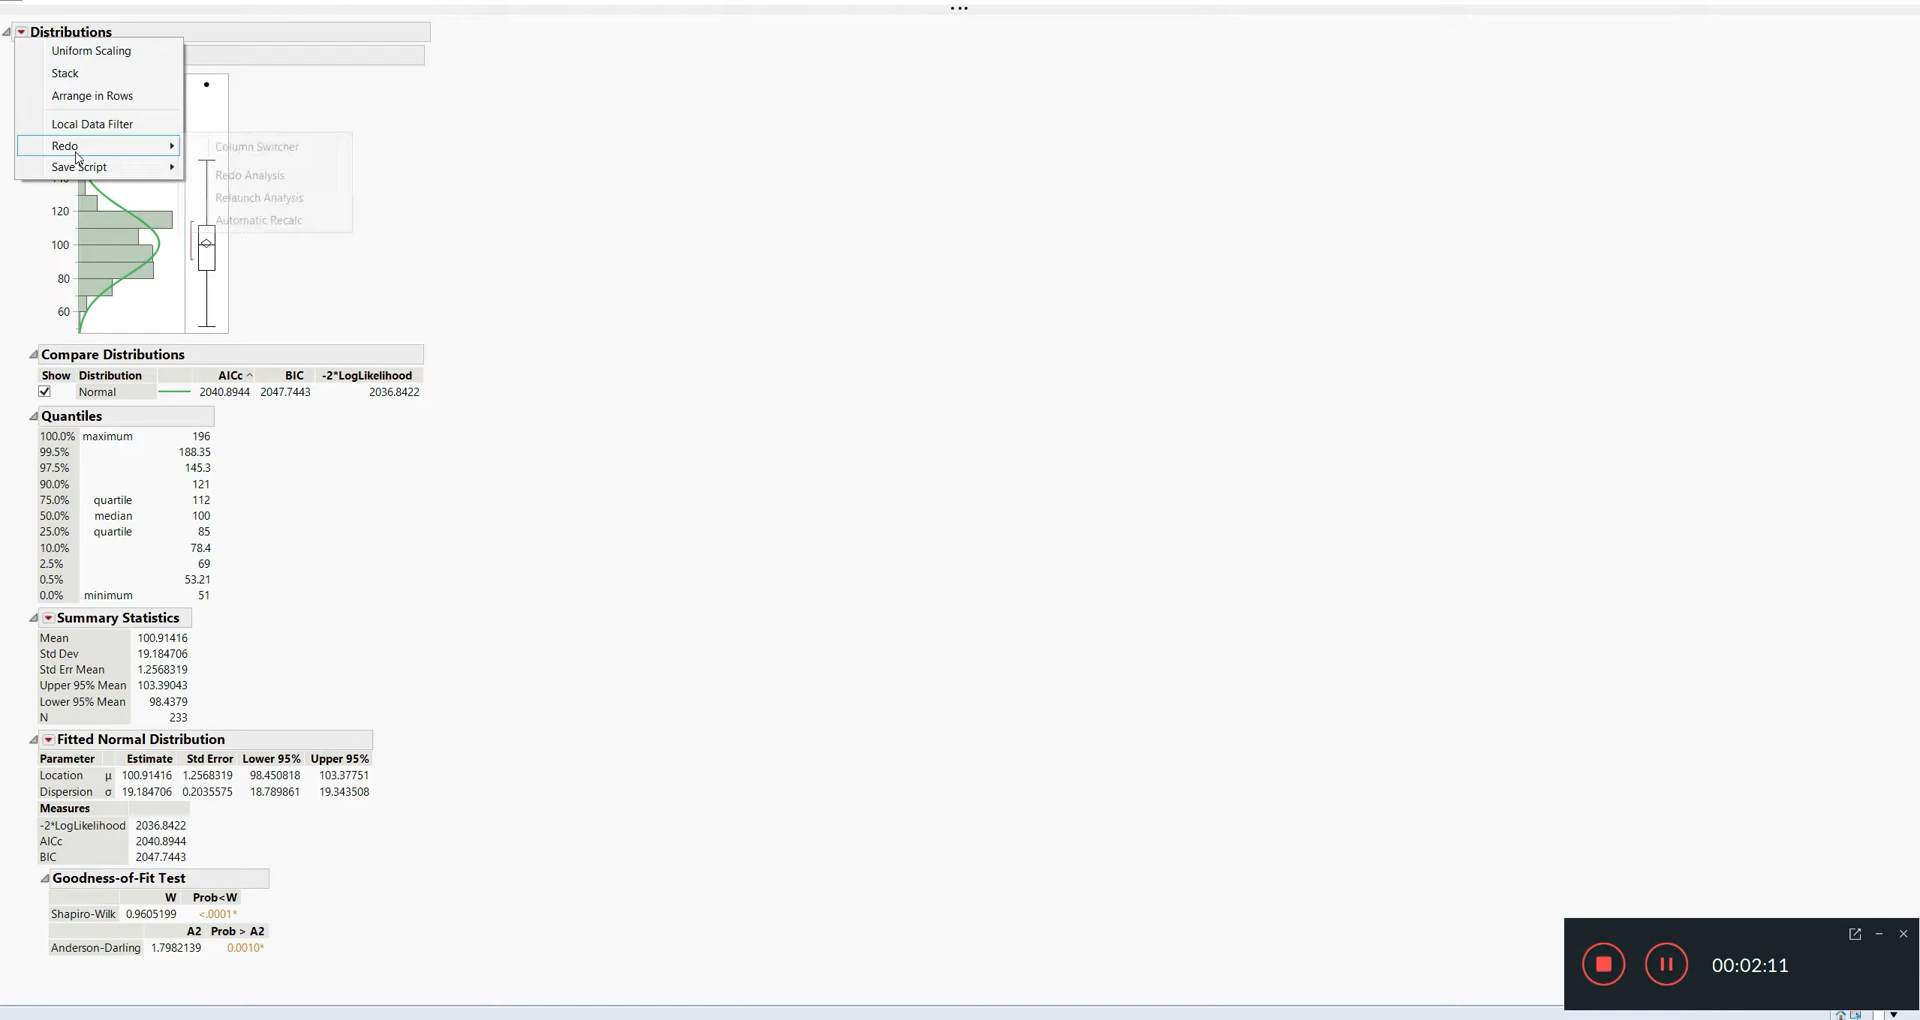 Distributions
Uniform Scaling
Stack
Arrange in Rows
Local Data Filter
Redo
Save Script
Column Switcher
Redo Analysis
Relaunch Analysis
Automatic Recalc
120
100
80
60
Compare Distributions
Show Distribution AICc BIC -2*LogLikelihood
Normal 2040.8944 2047.7443 2036.8422
Quantiles
100.0% maximum 196
99.5% 188.35
97.5% 145.3
90.0% 121
75.0% quartile 112
50.0% median 100
25.0% quartile 85
10.0% 78.4
2.5% 69
0.5% 53.21
0.0% minimum 51
Summary Statistics
Mean 100.91416
Std Dev 19.184706
Std Err Mean 1.2568319
Upper 95% Mean 103.39043
Lower 95% Mean 98.4379
N 233
Fitted Normal Distribution
Parameter Estimate Std Error Lower 95% Upper 95%
Location μ 100.91416 1.2568319 98.450818 103.37751
Dispersion σ 19.184706 0.2035575 18.789861 19.343508
Measures
-2*LogLikelihood 2036.8422
AICc 2040.8944
BIC 2047.7443
Goodness-of-Fit Test
W Prob<W
Shapiro-Wilk 0.9605199 <.0001*
A2 Prob > A2
Anderson-Darling 1.7982139 0.0010*
00:02:11